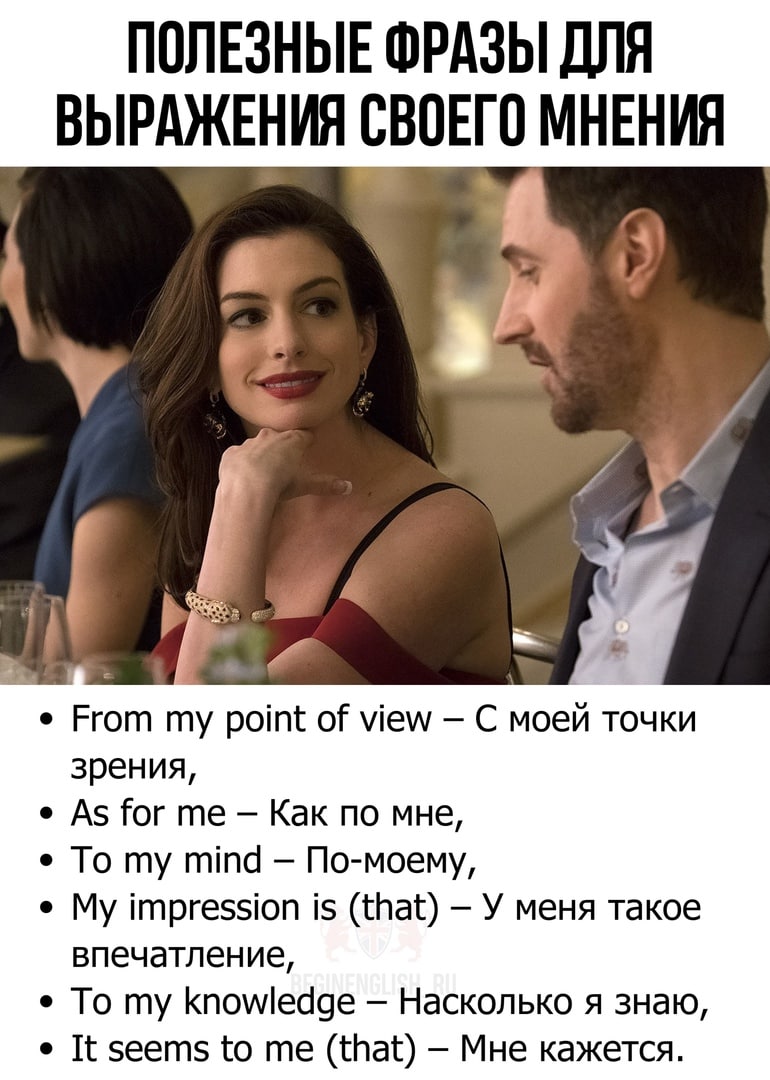 ПОЛЕЗНЫЕ ФРАЗЫ ДЛЯ
ВЫРАЖЕНИЯ СВОЕГО МНЕНИЯ
• From my point of view – С моей точки
зрения,
• As for me – Как по мне,
• To my mind – По-моему,
• My impression is (that) – У меня такое
впечатление,
BEGINENGLISH.RU
• To my knowledge – Насколько я знаю,
• It seems to me (that) – Мне кажется.